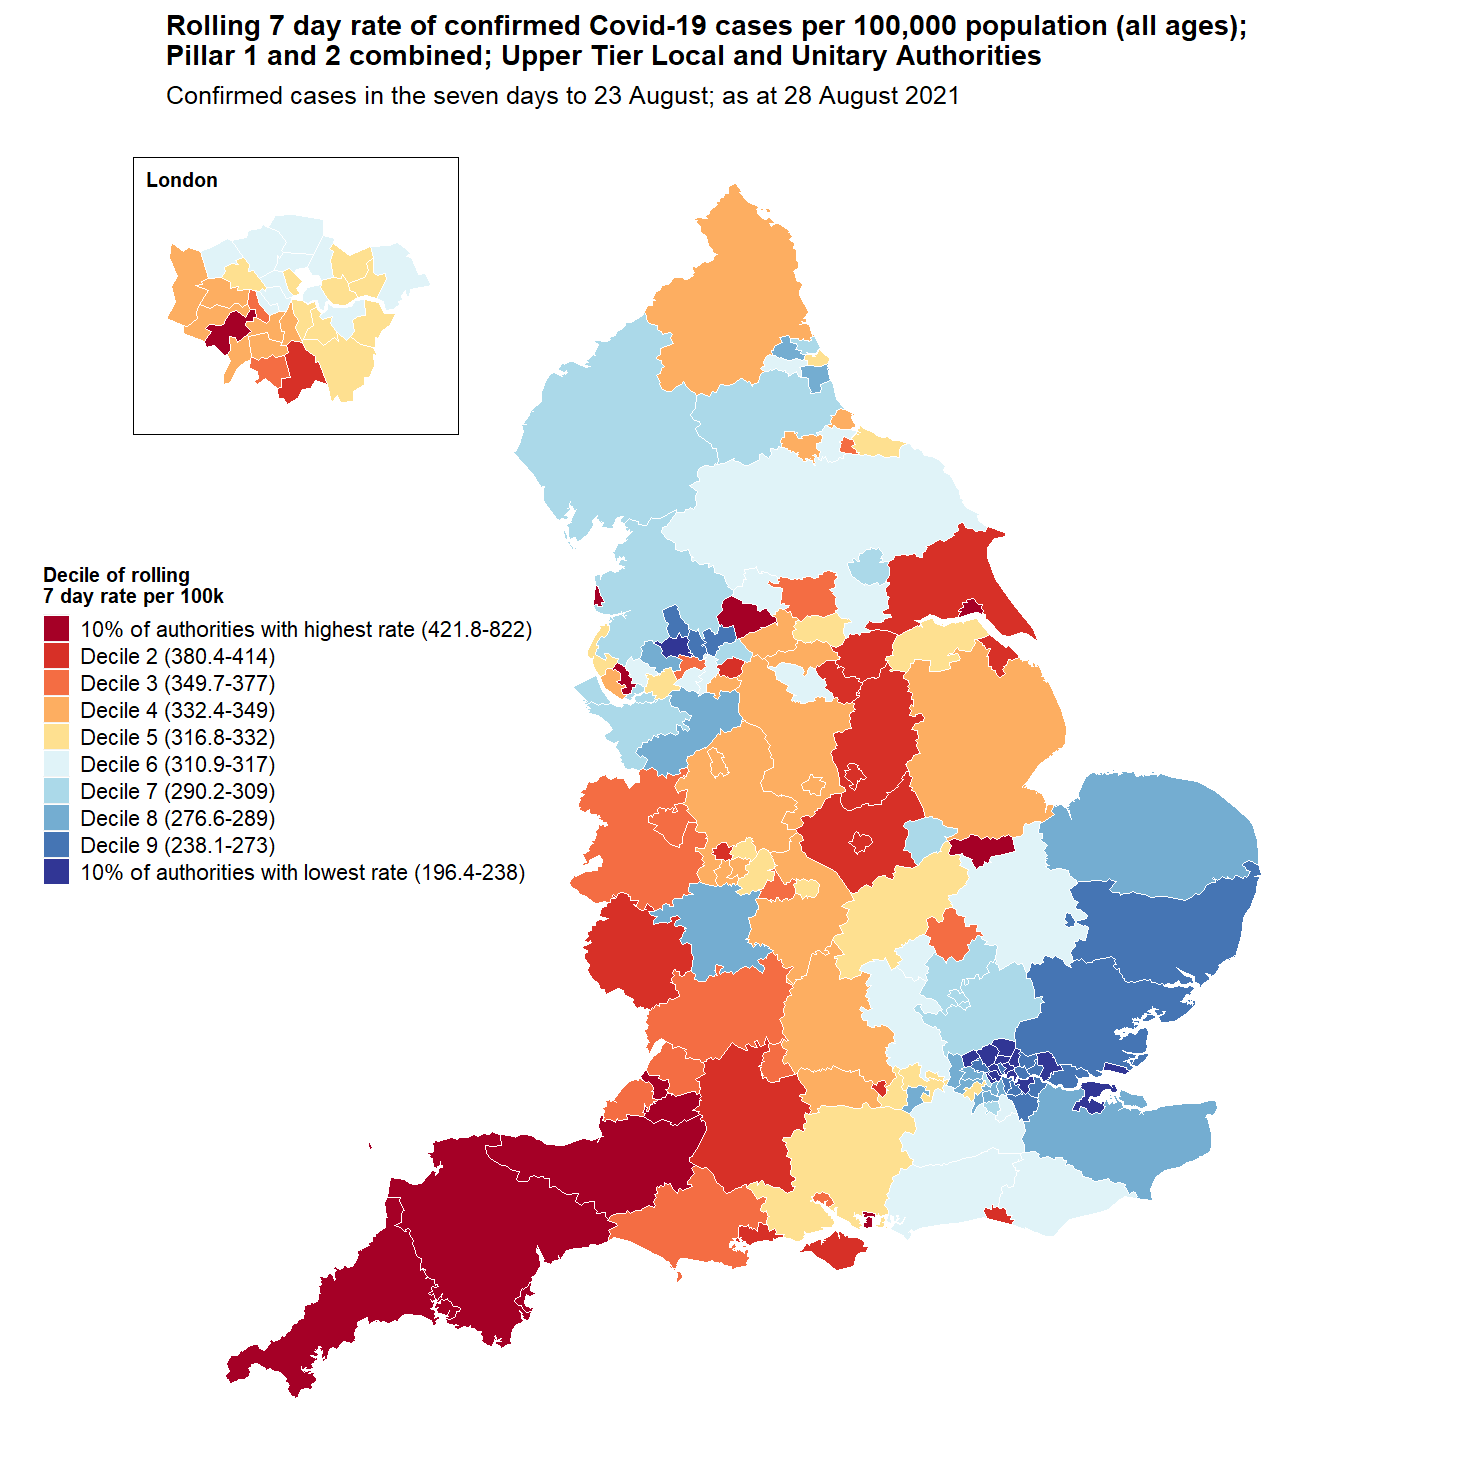 Rolling 7 day rate of confirmed Covid-19 cases per 100,000 population (all ages);
Pillar 1 and 2 combined; Upper Tier Local and Unitary Authorities
Confirmed cases in the seven days to 23 August; as at 28 August 2021
London
Decile of rolling
7 day rate per 100k
10% of authorities with highest rate (421.8-822)
Decile 2 (380.4-414)
Decile 3 (349.7-377)
Decile 4 (332.4-349)
Decile 5 (316.8-332)
Decile 6 (310.9-317)
Decile 7 (290.2-309)
Decile 8 (276.6-289)
Decile 9 (238.1-273)
10% of authorities with lowest rate (196.4-238)